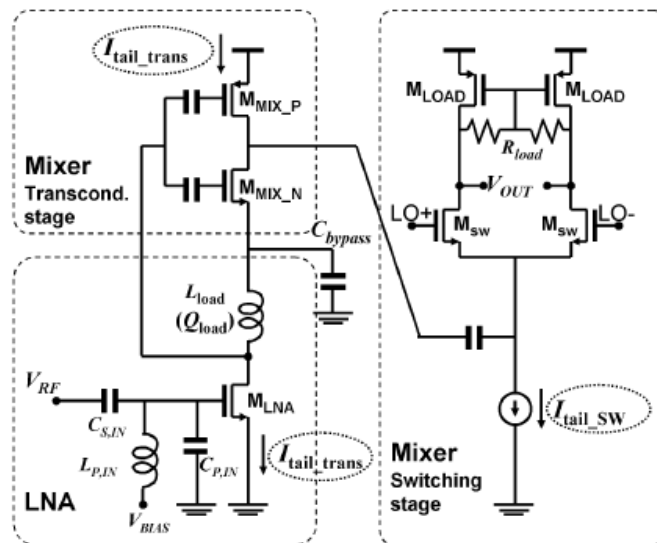 I_tail_trans
M_MIX_P
Mixer
Transcond.
stage
M_MIX_N
C_bypass
L_load
(Q_load)
V_RF
C_S,IN
M_LNA
L_P,IN
C_P,IN
I_tail_trans
LNA
V_BIAS
M_LOAD
M_LOAD
R_load
V_OUT
LO+
M_sw
M_sw
LO-
I_tail_SW
Mixer
Switching
stage